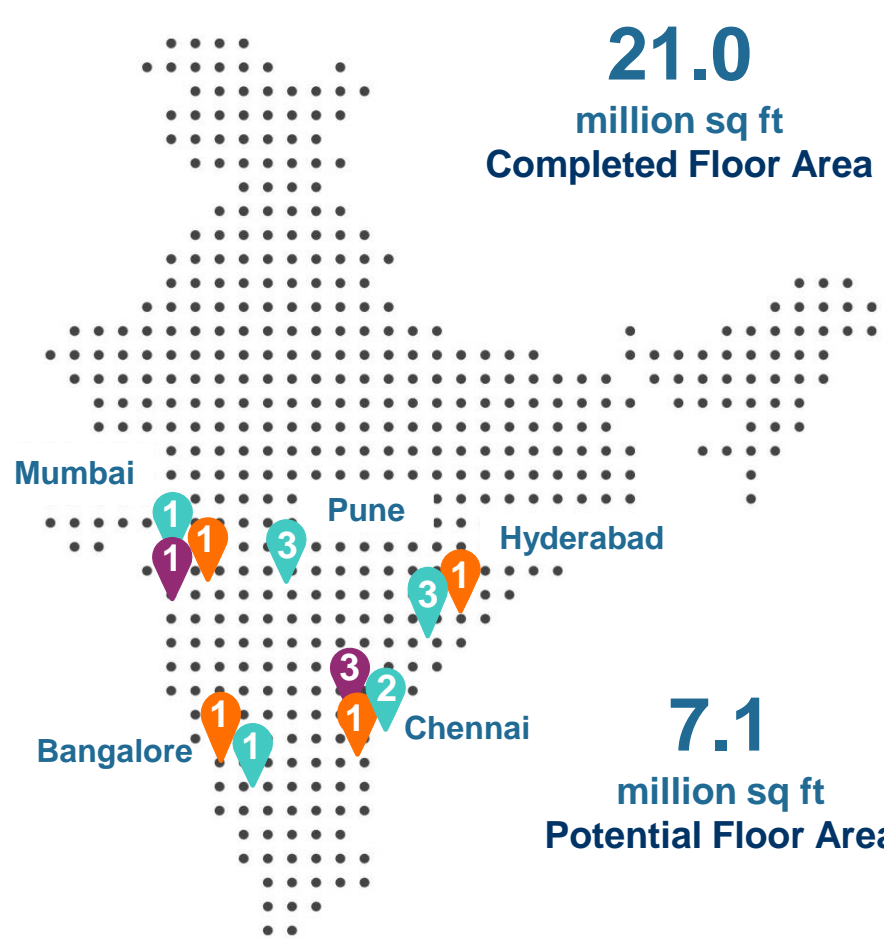 21.0
million sq ft
Completed Floor Area
Mumbai
1
1
1
Pune
3
Hyderabad
1
3
3
2
1
Chennai
1
Bangalore
1
7.1
million sq ft
Potential Floor Area